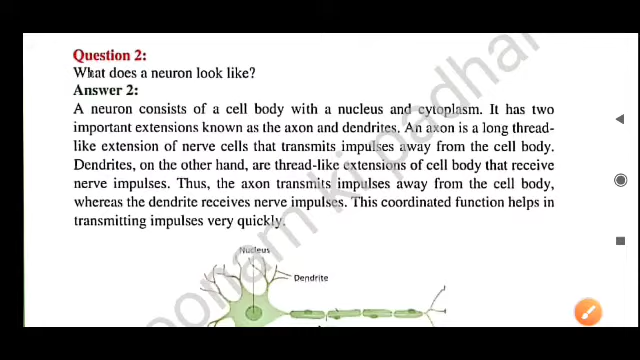 Question 2:
What does a neuron look like?
Answer 2:
A neuron consists of a cell body with a nucleus and cytoplasm. It has two
important extensions known as the axon and dendrites. An axon is a long thread-
like extension of nerve cells that transmits impulses away from the cell body.
Dendrites, on the other hand, are thread-like extensions of cell body that receive
nerve impulses. Thus, the axon transmits impulses away from the cell body,
whereas the dendrite receives nerve impulses. This coordinated function helps in
transmitting impulses very quickly.
Nucleus
Dendrite